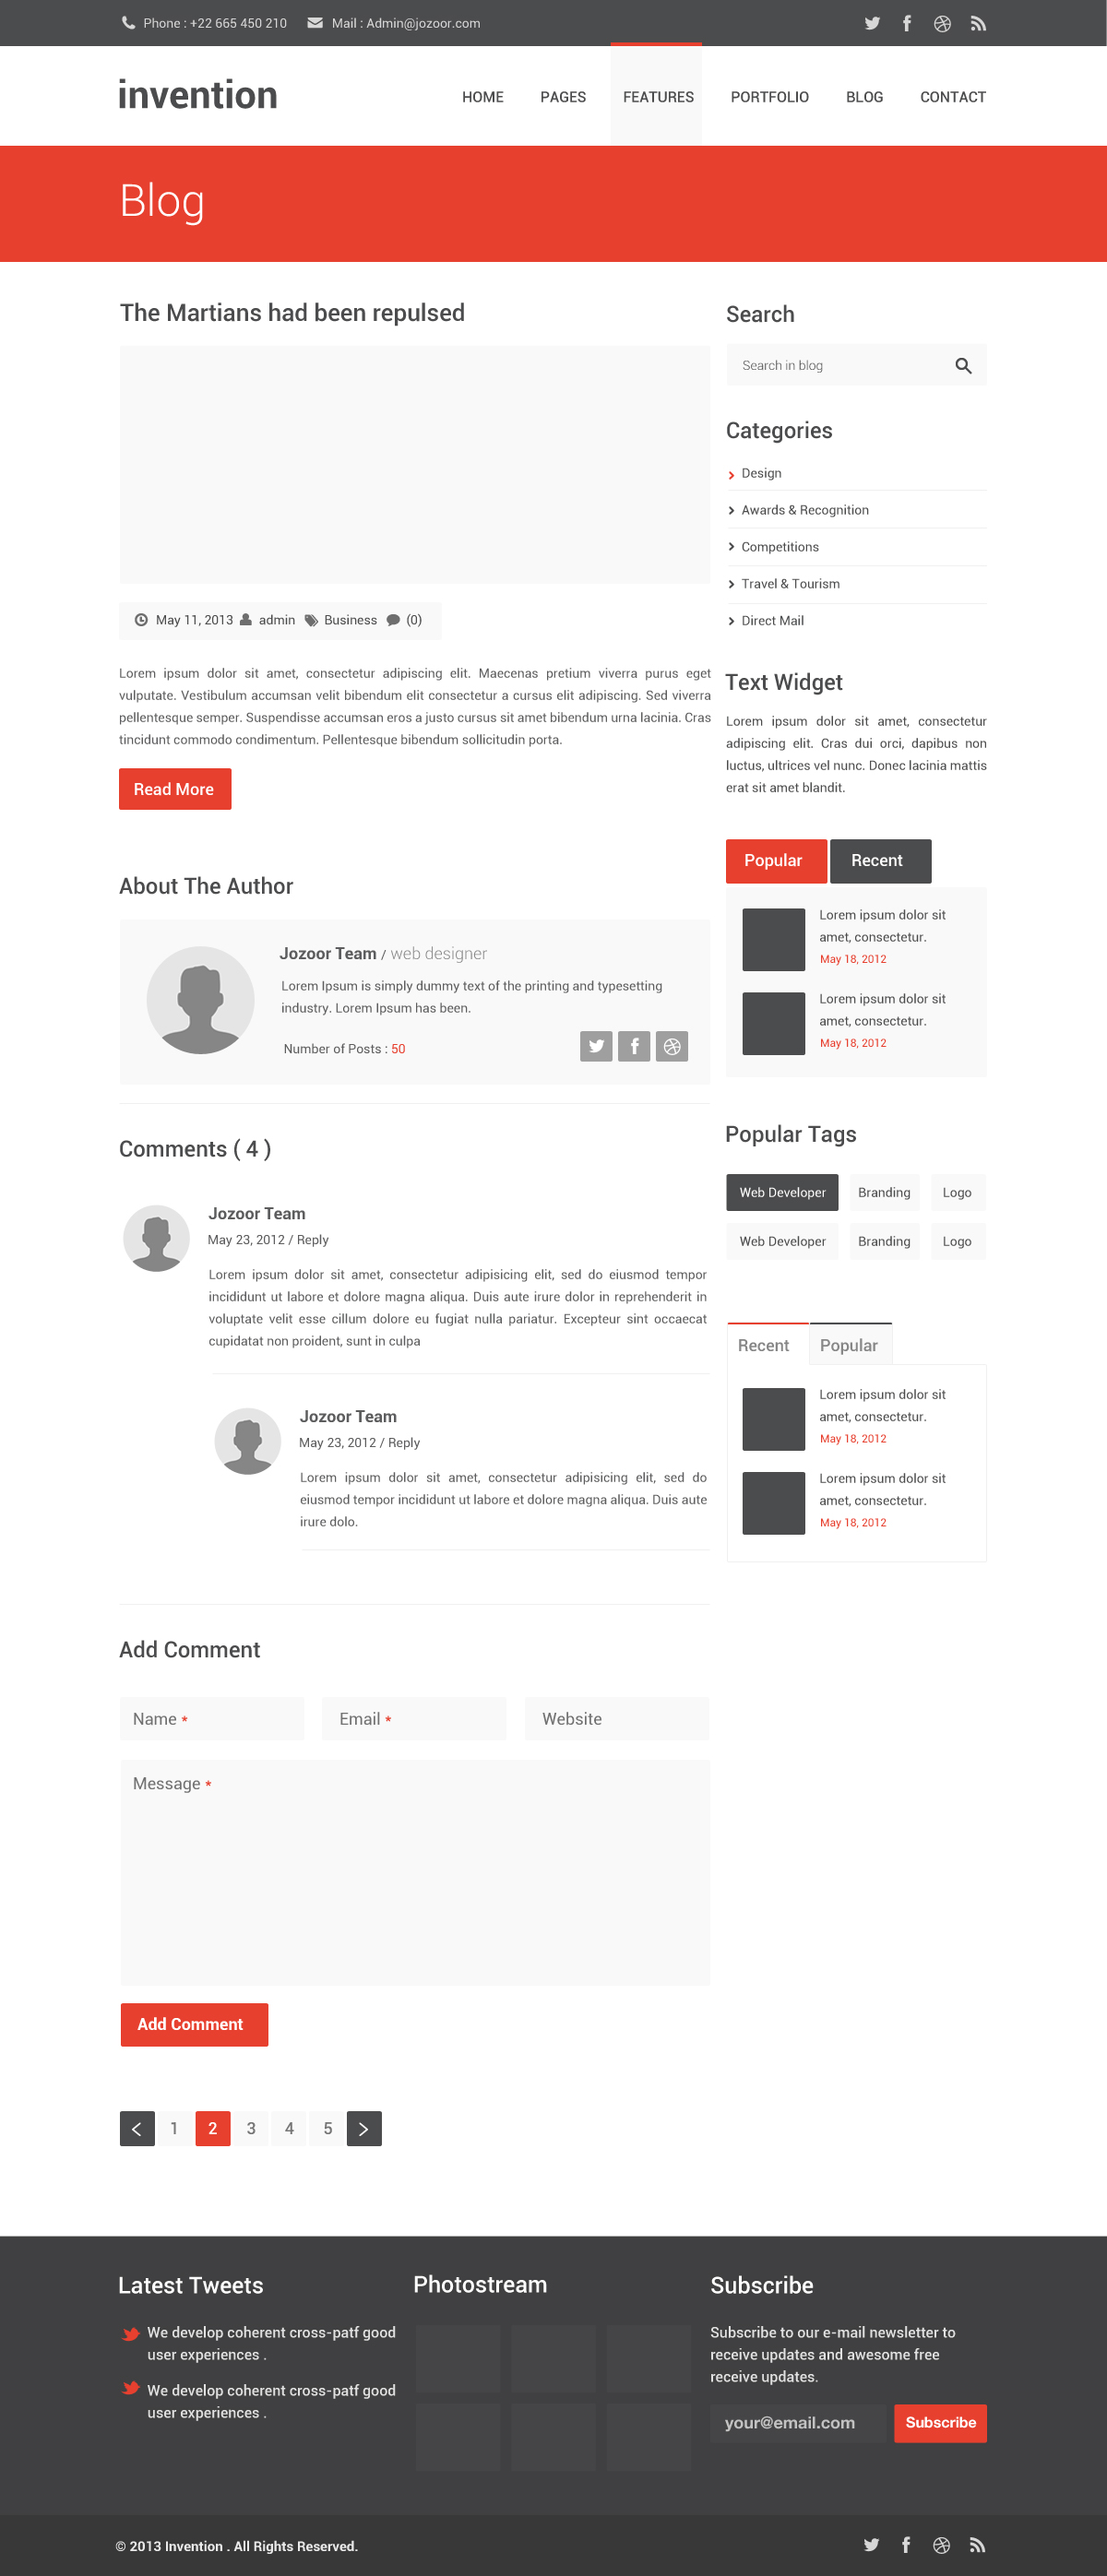 Phone : +22 665 450 210 Mail : Admin@jozoor.com
invention
HOME PAGES FEATURES PORTFOLIO BLOG CONTACT
Blog
The Martians had been repulsed
May 11, 2013 admin Business (0)
Lorem ipsum dolor sit amet, consectetur adipiscing elit. Maecenas pretium viverra purus eget
vulputate. Vestibulum accumsan velit bibendum elit consectetur a cursus elit adipiscing. Sed viverra
pellentesque semper. Suspendisse accumsan eros a justo cursus sit amet bibendum urna lacinia. Cras
tincidunt commodo condimentum. Pellentesque bibendum sollicitudin porta.
Read More
About The Author
Jozoor Team / web designer
Lorem Ipsum is simply dummy text of the printing and typesetting
industry. Lorem Ipsum has been.
Number of Posts : 50
Comments ( 4 )
Jozoor Team
May 23, 2012 / Reply
Lorem ipsum dolor sit amet, consectetur adipisicing elit, sed do eiusmod tempor
incididunt ut labore et dolore magna aliqua. Duis aute irure dolor in reprehenderit in
voluptate velit esse cillum dolore eu fugiat nulla pariatur. Excepteur sint occaecat
cupidatat non proident, sunt in culpa
Jozoor Team
May 23, 2012 / Reply
Lorem ipsum dolor sit amet, consectetur adipisicing elit, sed do
eiusmod tempor incididunt ut labore et dolore magna aliqua. Duis aute
irure dolo.
Add Comment
Name * Email * Website
Message *
Add Comment
1 2 3 4 5
Search
Search in blog
Categories
Design
Awards & Recognition
Competitions
Travel & Tourism
Direct Mail
Text Widget
Lorem ipsum dolor sit amet, consectetur
adipiscing elit. Cras dui orci, dapibus non
luctus, ultrices vel nunc. Donec lacinia mattis
erat sit amet blandit.
Popular Recent
Lorem ipsum dolor sit
amet, consectetur.
May 18, 2012
Lorem ipsum dolor sit
amet, consectetur.
May 18, 2012
Popular Tags
Web Developer Branding Logo
Web Developer Branding Logo
Recent Popular
Lorem ipsum dolor sit
amet, consectetur.
May 18, 2012
Lorem ipsum dolor sit
amet, consectetur.
May 18, 2012
Latest Tweets
We develop coherent cross-patf good
user experiences .
We develop coherent cross-patf good
user experiences .
Photostream
Subscribe
Subscribe to our e-mail newsletter to
receive updates and awesome free
receive updates.
your@email.com Subscribe
© 2013 Invention . All Rights Reserved.